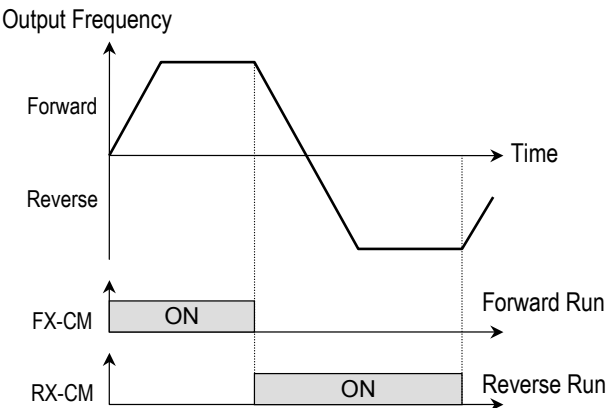 Output Frequency
Forward
Time
Reverse
Forward Run
FX-CM
ON
Reverse Run
RX-CM
ON